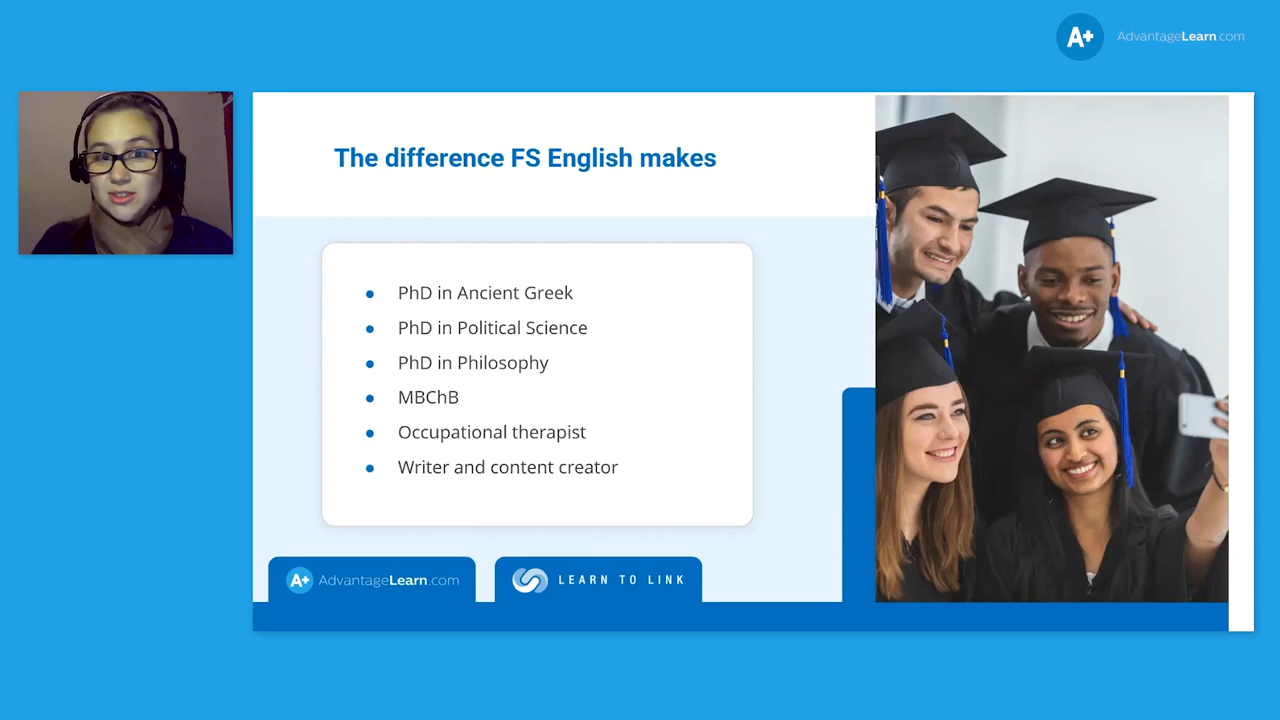 A+ AdvantageLearn.com
The difference FS English makes
PhD in Ancient Greek
PhD in Political Science
PhD in Philosophy
MBChB
Occupational therapist
Writer and content creator
A+ AdvantageLearn.com
LEARN TO LINK